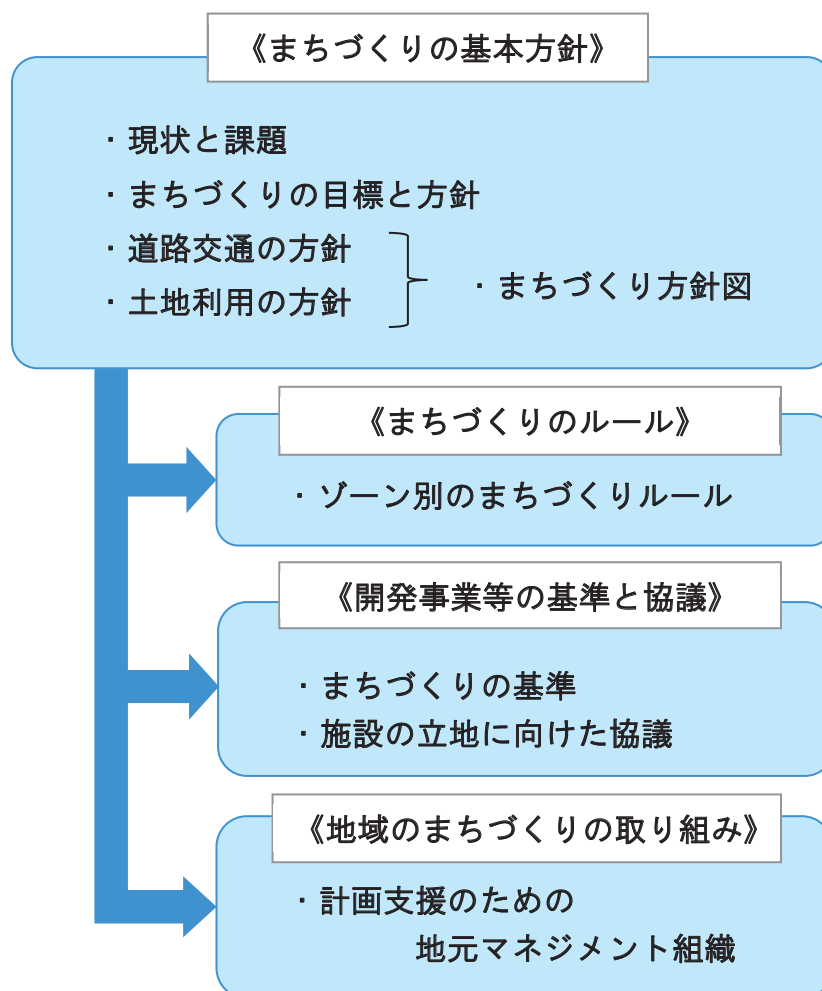 《まちづくりの基本方針》
・現状と課題
・まちづくりの目標と方針
・道路交通の方針
・土地利用の方針
・まちづくり方針図
《まちづくりのルール》
・ゾーン別のまちづくりルール
《開発事業等の基準と協議》
・まちづくりの基準
・施設の立地に向けた協議
《地域のまちづくりの取り組み》
・計画支援のための
地元マネジメント組織